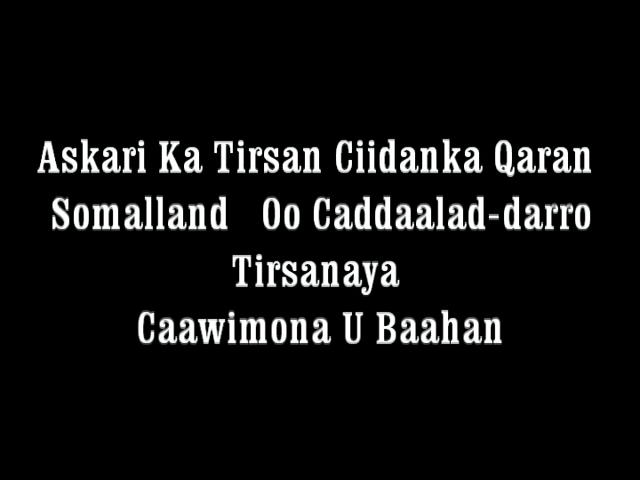 Askari Ka Tirsan Ciidanka Qaran
Somalland Oo Caddaalad-darro
Tirsanaya
Caawimona U Baahan